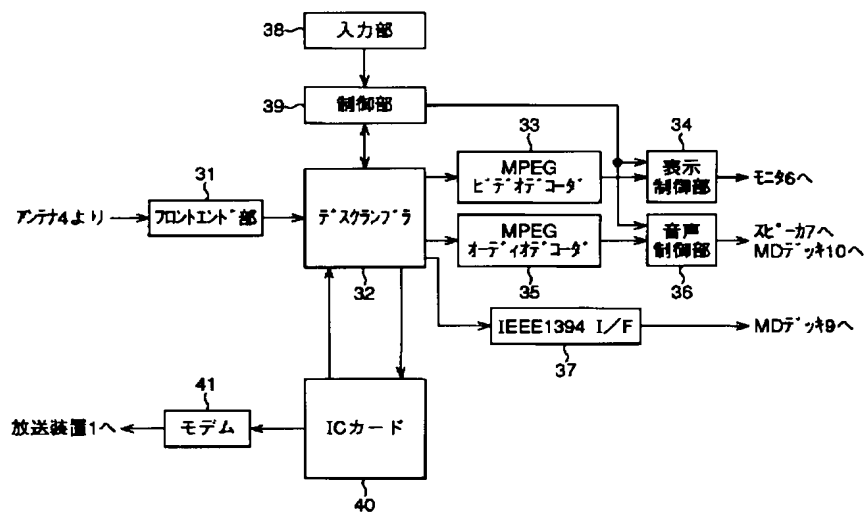 38
入力部
39
制御部
33
MPEG
ビデオデコーダ
34
表示
制御部
モニタ6へ
31
アンテナ4より
フロントエンド部
デスクランブラ
32
MPEG
オーディオデコーダ
35
音声
制御部
36
スピーカ7へ
MDデッキ10へ
IEEE1394 I/F
37
MDデッキ9へ
41
放送装置1へ
モデム
ICカード
40